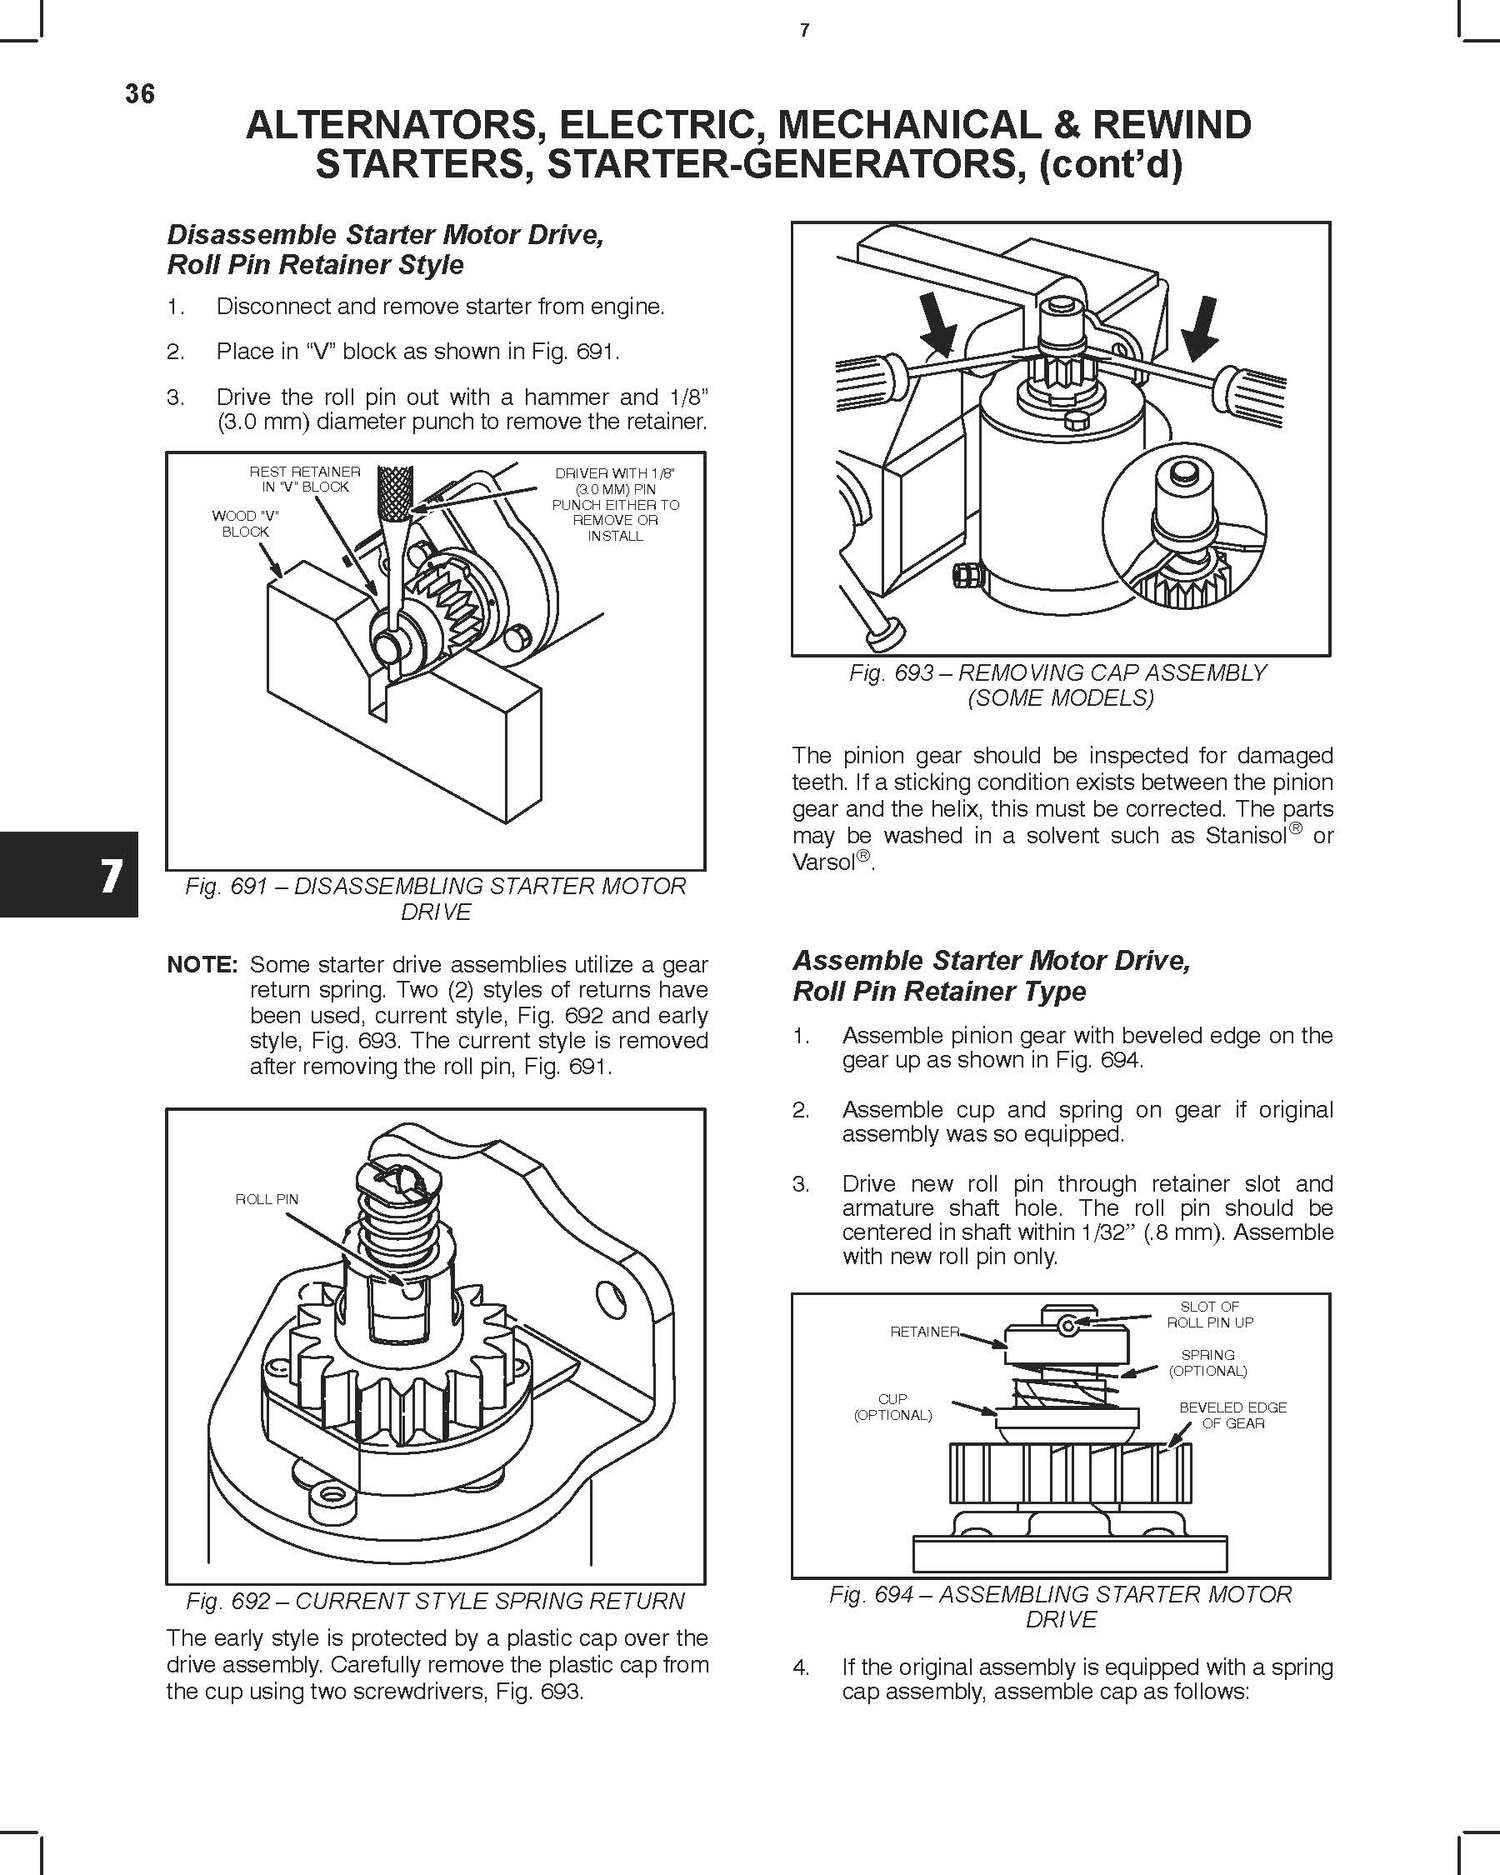 7
36
ALTERNATORS, ELECTRIC, MECHANICAL & REWIND
STARTERS, STARTER-GENERATORS, (cont’d)
Disassemble Starter Motor Drive,
Roll Pin Retainer Style
1. Disconnect and remove starter from engine.
2. Place in “V” block as shown in Fig. 691.
3. Drive the roll pin out with a hammer and 1/8”
(3.0 mm) diameter punch to remove the retainer.
REST RETAINER
IN "V" BLOCK
WOOD "V"
BLOCK
DRIVER WITH 1/8"
(3.0 MM) PIN
PUNCH EITHER TO
REMOVE OR
INSTALL
Fig. 691 – DISASSEMBLING STARTER MOTOR
DRIVE
7
NOTE: Some starter drive assemblies utilize a gear
return spring. Two (2) styles of returns have
been used, current style, Fig. 692 and early
style, Fig. 693. The current style is removed
after removing the roll pin, Fig. 691.
ROLL PIN
Fig. 692 – CURRENT STYLE SPRING RETURN
The early style is protected by a plastic cap over the
drive assembly. Carefully remove the plastic cap from
the cup using two screwdrivers, Fig. 693.
Fig. 693 – REMOVING CAP ASSEMBLY
(SOME MODELS)
The pinion gear should be inspected for damaged
teeth. If a sticking condition exists between the pinion
gear and the helix, this must be corrected. The parts
may be washed in a solvent such as Stanisol® or
Varsol®.
Assemble Starter Motor Drive,
Roll Pin Retainer Type
1. Assemble pinion gear with beveled edge on the
gear up as shown in Fig. 694.
2. Assemble cup and spring on gear if original
assembly was so equipped.
3. Drive new roll pin through retainer slot and
armature shaft hole. The roll pin should be
centered in shaft within 1/32” (.8 mm). Assemble
with new roll pin only.
RETAINER
SLOT OF
ROLL PIN UP
SPRING
(OPTIONAL)
CUP
(OPTIONAL)
BEVELED EDGE
OF GEAR
Fig. 694 – ASSEMBLING STARTER MOTOR
DRIVE
4. If the original assembly is equipped with a spring
cap assembly, assemble cap as follows: